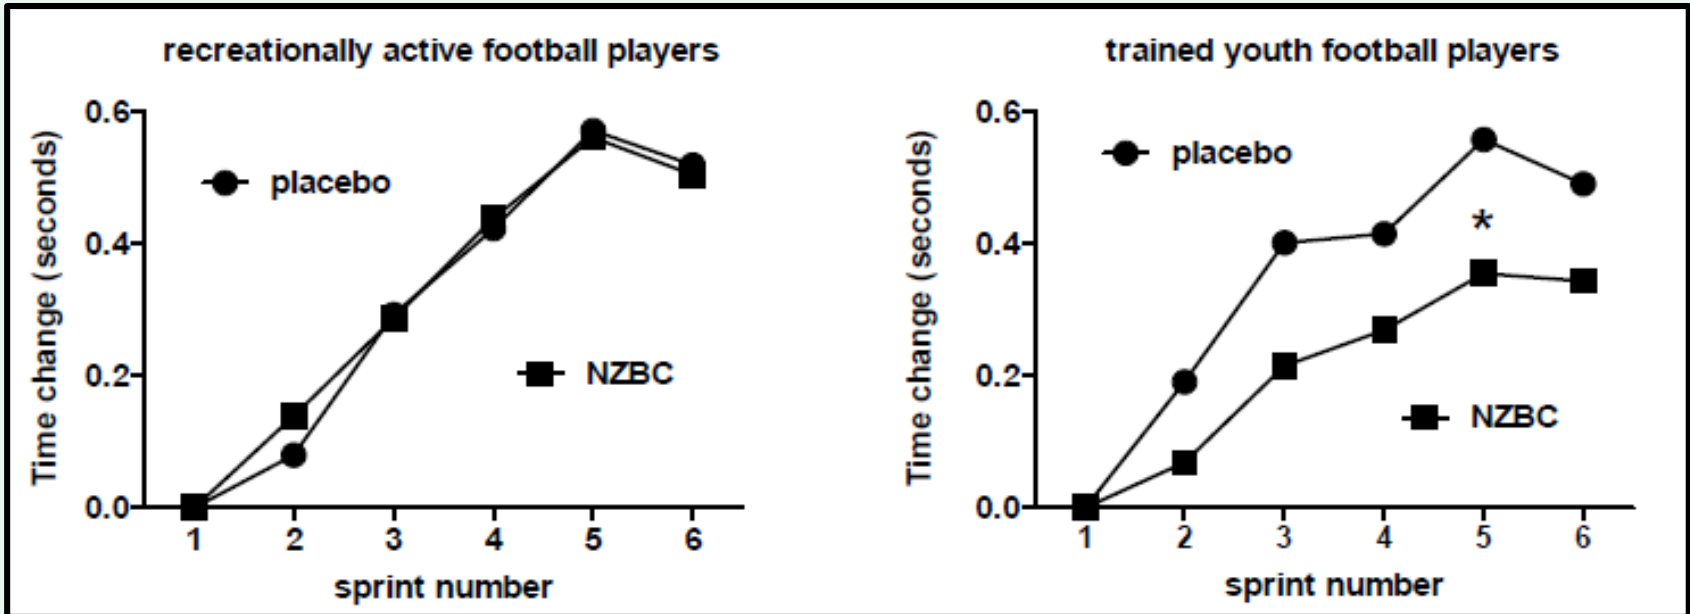 recreationally active football players
Time change (seconds)
0.6
0.4
0.2
0.0
placebo
NZBC
1 2 3 4 5 6
sprint number
trained youth football players
Time change (seconds)
0.6
0.4
0.2
0.0
placebo
*
NZBC
1 2 3 4 5 6
sprint number